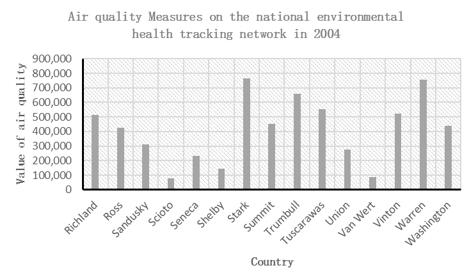 Air quality Measures on the national environmental
health tracking network in 2004
Value of air quality
900,000
800,000
700,000
600,000
500,000
400,000
300,000
200,000
100,000
0
Richland
Ross
Sandusky
Scioto
Seneca
Shelby
Stark
Summit
Trumbull
Tuscarawas
Union
Van Wert
Vinton
Warren
Washington
Country